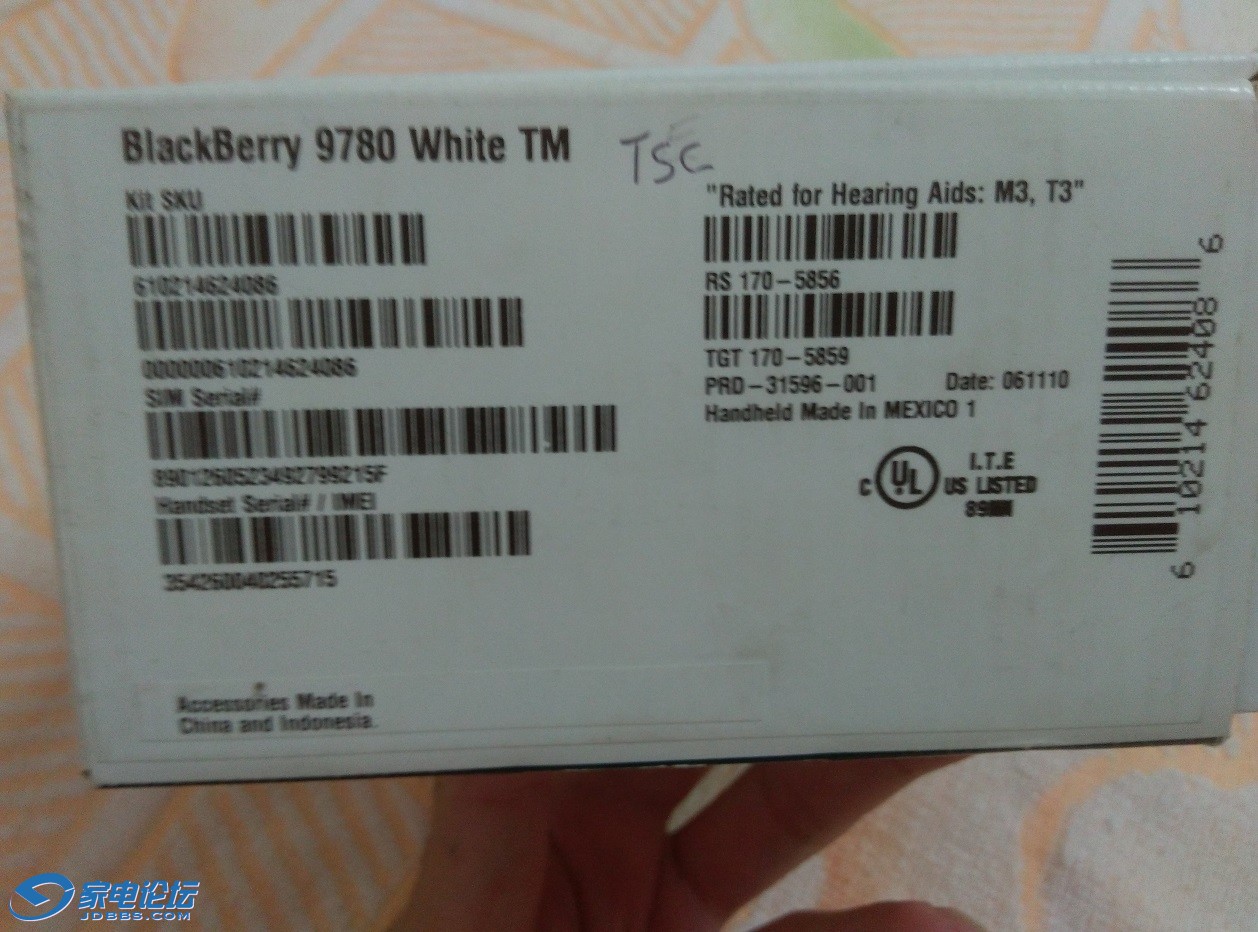 BlackBerry 9780 White TM
TSC
Kit SKU
610214624086
0000000610214624086
SIM Serial#
8901260523492799215F
Handset Serial# / IMEI
354260040255715
Accessories Made In
China and Indonesia.
"Rated for Hearing Aids: M3, T3"
RS 170-5856
TGT 170-5859
PRD-31596-001 Date: 061110
Handheld Made In MEXICO 1
C UL US LISTED
I.T.E
6 10214 62408 6
家电论坛
JDBBS.COM